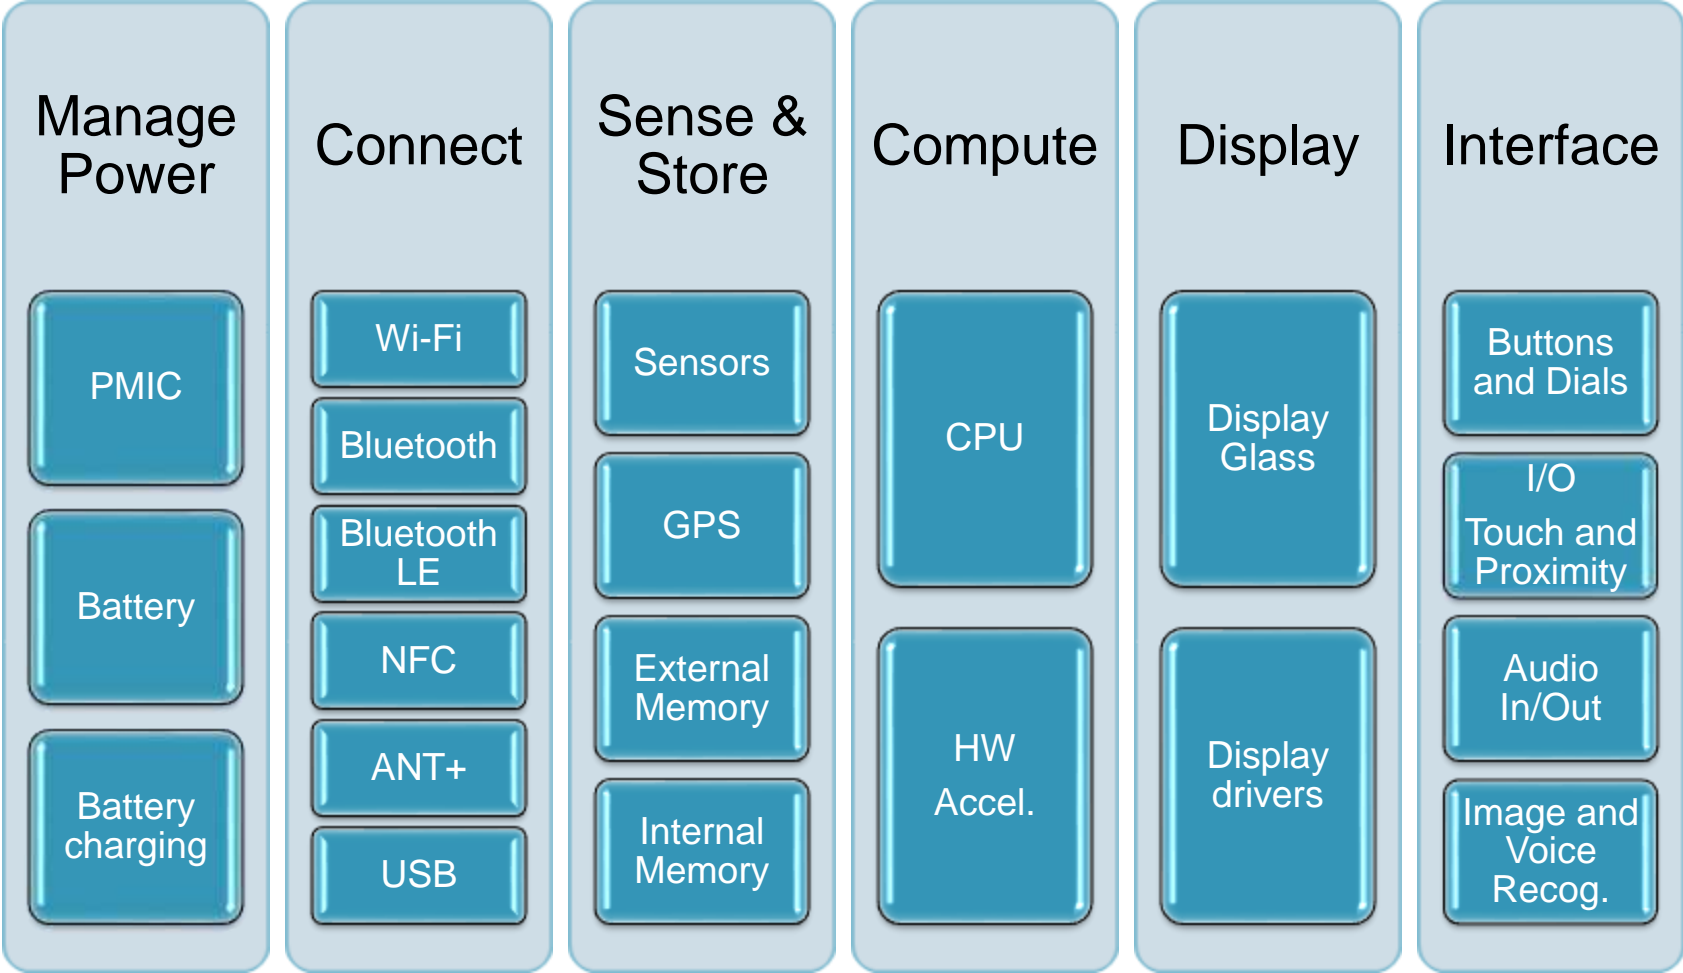 Manage
Power
PMIC
Battery
Battery
charging
Connect
Wi-Fi
Bluetooth
Bluetooth
LE
NFC
ANT+
USB
Sense &
Store
Sensors
GPS
External
Memory
Internal
Memory
Compute
CPU
HW
Accel.
Display
Display
Glass
Display
drivers
Interface
Buttons
and Dials
I/O
Touch and
Proximity
Audio
In/Out
Image and
Voice
Recog.